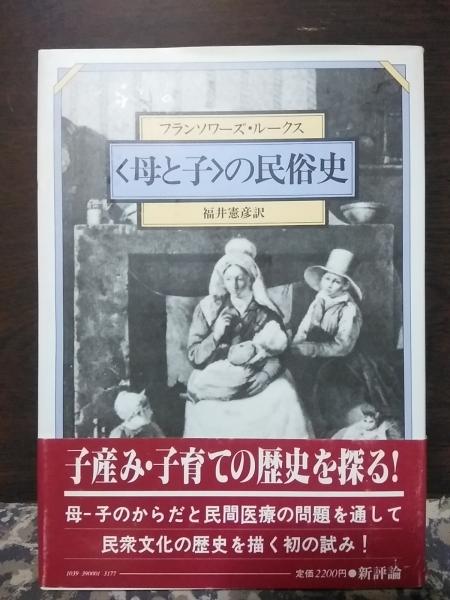 フランソワーズ・ルークス
〈母と子〉の民俗史
福井憲彦訳
子産み・子育ての歴史を探る!
母-子のからだと民間医療の問題を通して
民衆文化の歴史を描く初の試み!
1039 390001 3177
定価2200円●新評論